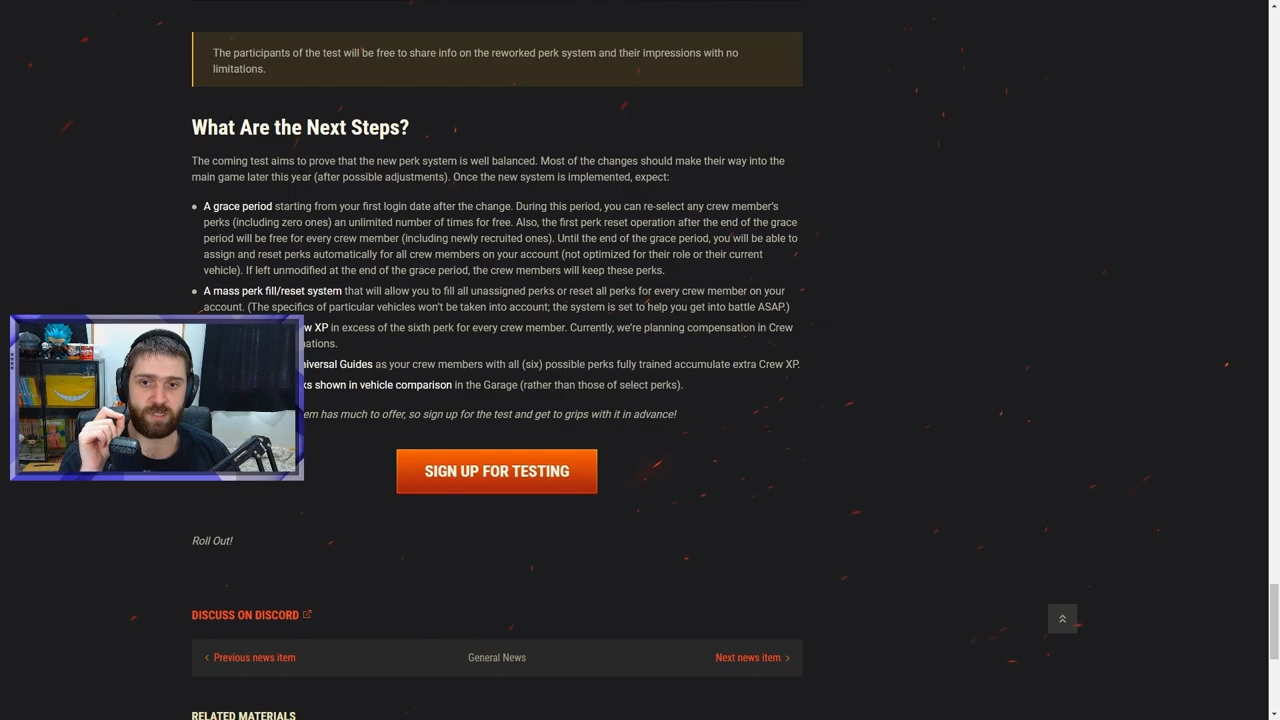 The participants of the test will be free to share info on the reworked perk system and their impressions with no
limitations.
What Are the Next Steps?
The coming test aims to prove that the new perk system is well balanced. Most of the changes should make their way into the
main game later this year (after possible adjustments). Once the new system is implemented, expect:
A grace period starting from your first login date after the change. During this period, you can re-select any crew member's
perks (including zero ones) an unlimited number of times for free. Also, the first perk reset operation after the end of the grace
period will be free for every crew member (including newly recruited ones). Until the end of the grace period, you will be able to
assign and reset perks automatically for all crew members on your account (not optimized for their role or their current
vehicle). If left unmodified at the end of the grace period, the crew members will keep these perks.
A mass perk fill/reset system that will allow you to fill all unassigned perks or reset all perks for every crew member on your
account. (The specifics of particular vehicles won't be taken into account; the system is set to help you get into battle ASAP.)
XP in excess of the sixth perk for every crew member. Currently, we're planning compensation in Crew
Guides as your crew members with all (six) possible perks fully trained accumulate extra Crew XP.
shown in vehicle comparison in the Garage (rather than those of select perks).
has much to offer, so sign up for the test and get to grips with it in advance!
SIGN UP FOR TESTING
Roll Out!
DISCUSS ON DISCORD
Previous news item
General News
Next news item
RELATED MATERIALS